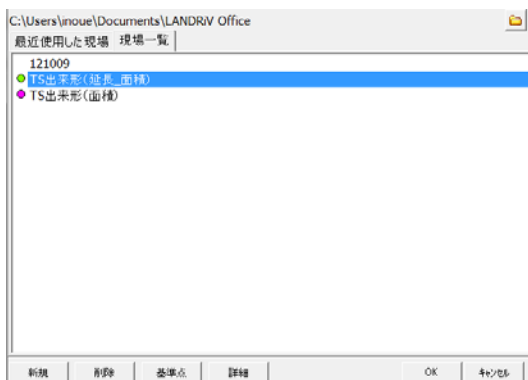 C:\Users\inoue\Documents\LANDRiV Office
最近使用した現場 現場一覧
121009
TS出来形(延長_面積)
TS出来形(面積)
新規 削除 基準点 詳細 OK キャンセル